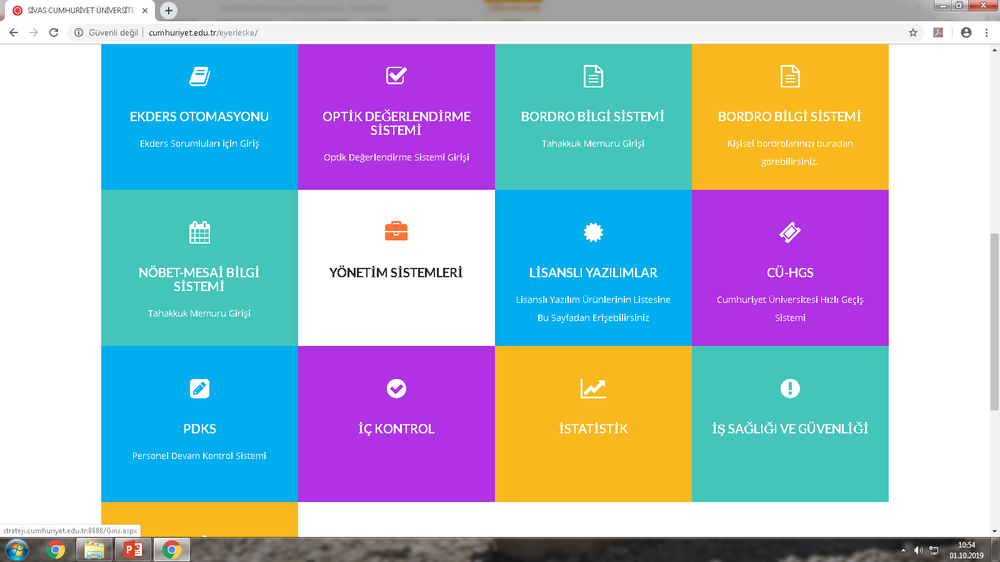 SİVAS CUMHURİYET ÜNİVERSİTE
Güvenli değil
cumhuriyet.edu.tr/eyerleske/
EKDERS OTOMASYONU
Ekders Sorumluları için Giriş
OPTİK DEĞERLENDİRME
SİSTEMİ
Optik Değerlendirme Sistemi Girişi
BORDRO BİLGİ SİSTEMİ
Tahakkuk Memuru Girişi
BORDRO BİLGİ SİSTEMİ
Kişisel bordrolarınızı buradan
görebilirsiniz.
NÖBET-MESAİ BİLGİ
SİSTEMİ
Tahakkuk Memuru Girişi
YÖNETİM SİSTEMLERİ
LİSANSLI YAZILIMLAR
Lisanslı Yazılım Ürünlerinin Listesine
Bu Sayfadan Erişebilirsiniz
CÜ-HGS
Cumhuriyet Üniversitesi Hızlı Geçiş
Sistemi
PDKS
Personel Devam Kontrol Sistemi
İÇ KONTROL
İSTATİSTİK
İŞ SAĞLIĞI VE GÜVENLİĞİ
strateji.cumhuriyet.edu.tr:8888/Giris.aspx
10:54
01.10.2019